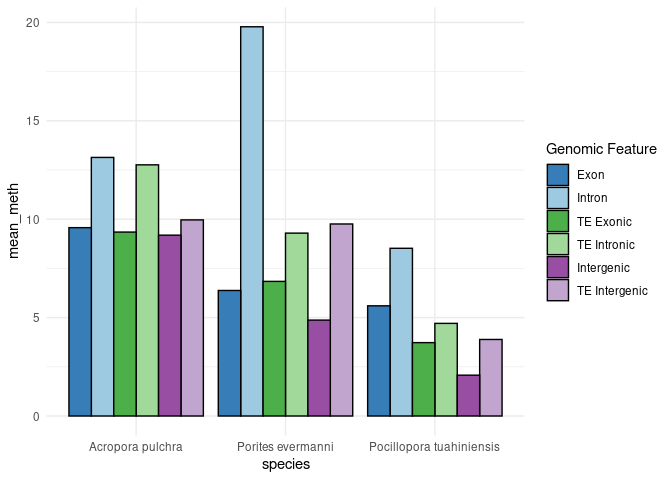 20
15
10
5
0
mean_meth
Acropora pulchra
Porites evermanni
Pocillopora tuahiniensis
species
Genomic Feature
Exon
Intron
TE Exonic
TE Intronic
Intergenic
TE Intergenic